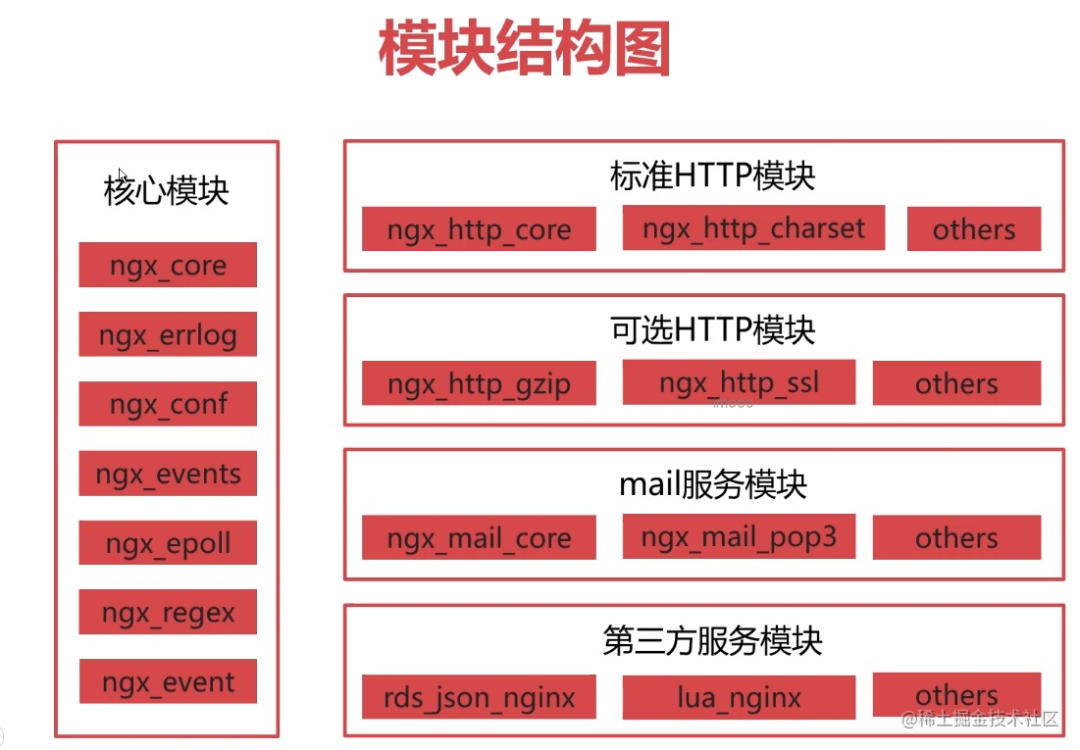 模块结构图
核心模块
ngx_core
ngx_errlog
ngx_conf
ngx_events
ngx_epoll
ngx_regex
ngx_event
标准HTTP模块
ngx_http_core ngx_http_charset others
可选HTTP模块
ngx_http_gzip ngx_http_ssl others
imooc
mail服务模块
ngx_mail_core ngx_mail_pop3 others
第三方服务模块
rds_json_nginx lua_nginx others
@稀土掘金技术社区